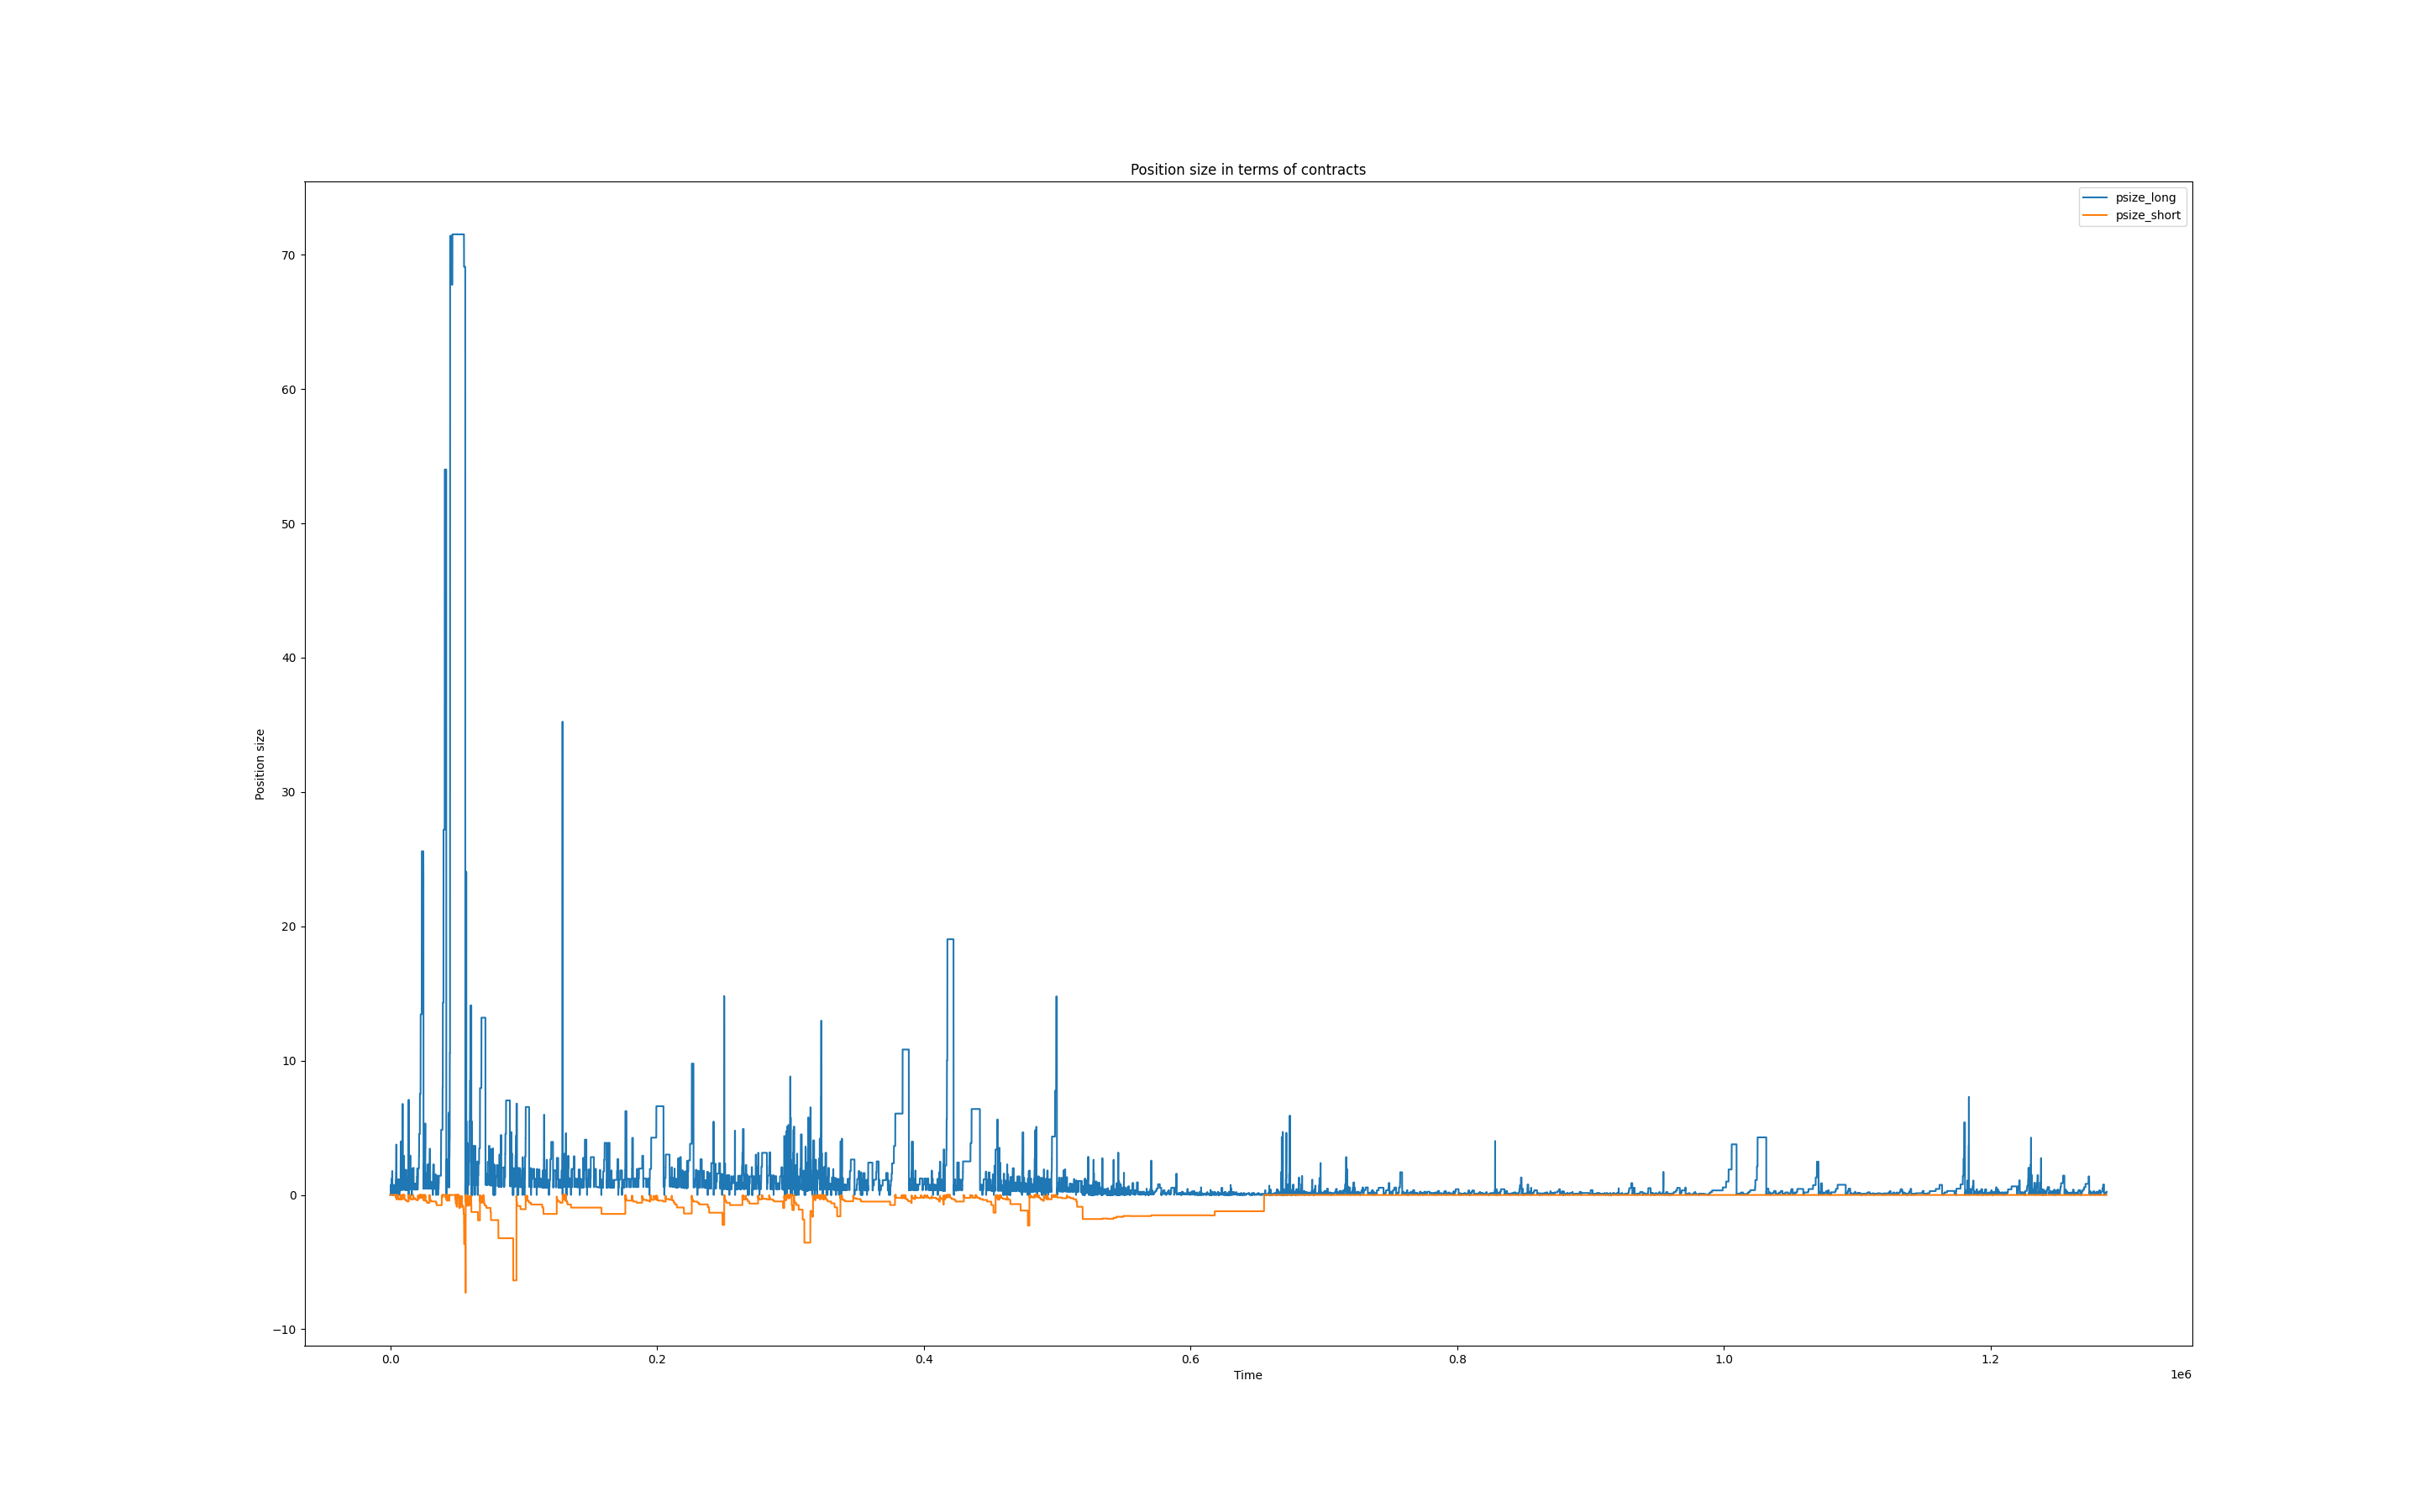 Position size in terms of contracts
psize_long
psize_short
70
60
50
40
30
20
10
0
−10
Position size
0.0 0.2 0.4 0.6 0.8 1.0 1.2
1e6
Time